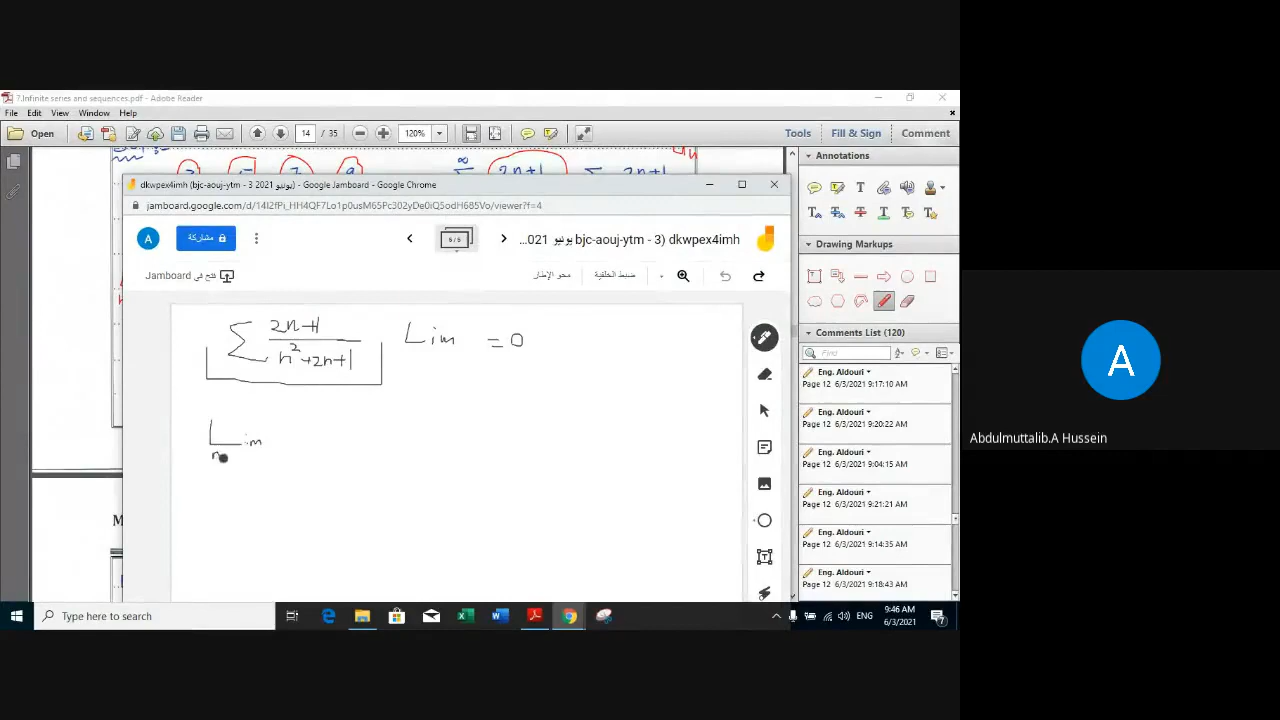 7.Infinite series and sequences.pdf - Adobe Reader
File Edit View Window Help
Open 14 / 35 120% Tools Fill & Sign Comment
∞ 2n+1 2n+1
dkwpex4imh (bjc-aouj-ytm - 3 2021 يونيو) - Google Jamboard - Google Chrome
jamboard.google.com/d/14I2fPi_HH4QF7Lo1p0usM65Pc302yDe0iQ5odH685Vo/viewer?f=4
A مشاركة 6/6 ...021 يونيو bjc-aouj-ytm - 3) dkwpex4imh
فتح في Jamboard محو الإطار ضبط الخلفية
∑ 2n+1 / n²+2n+1 Lim = 0
Lim
n
M
Annotations
Drawing Markups
Comments List (120)
Find
Eng. Aldouri
Page 12 6/3/2021 9:17:10 AM
Eng. Aldouri
Page 12 6/3/2021 9:20:22 AM
Eng. Aldouri
Page 12 6/3/2021 9:04:15 AM
Eng. Aldouri
Page 12 6/3/2021 9:21:21 AM
Eng. Aldouri
Page 12 6/3/2021 9:14:35 AM
Eng. Aldouri
Page 12 6/3/2021 9:18:43 AM
A
Abdulmuttalib.A Hussein
Type here to search
ENG 9:46 AM
6/3/2021